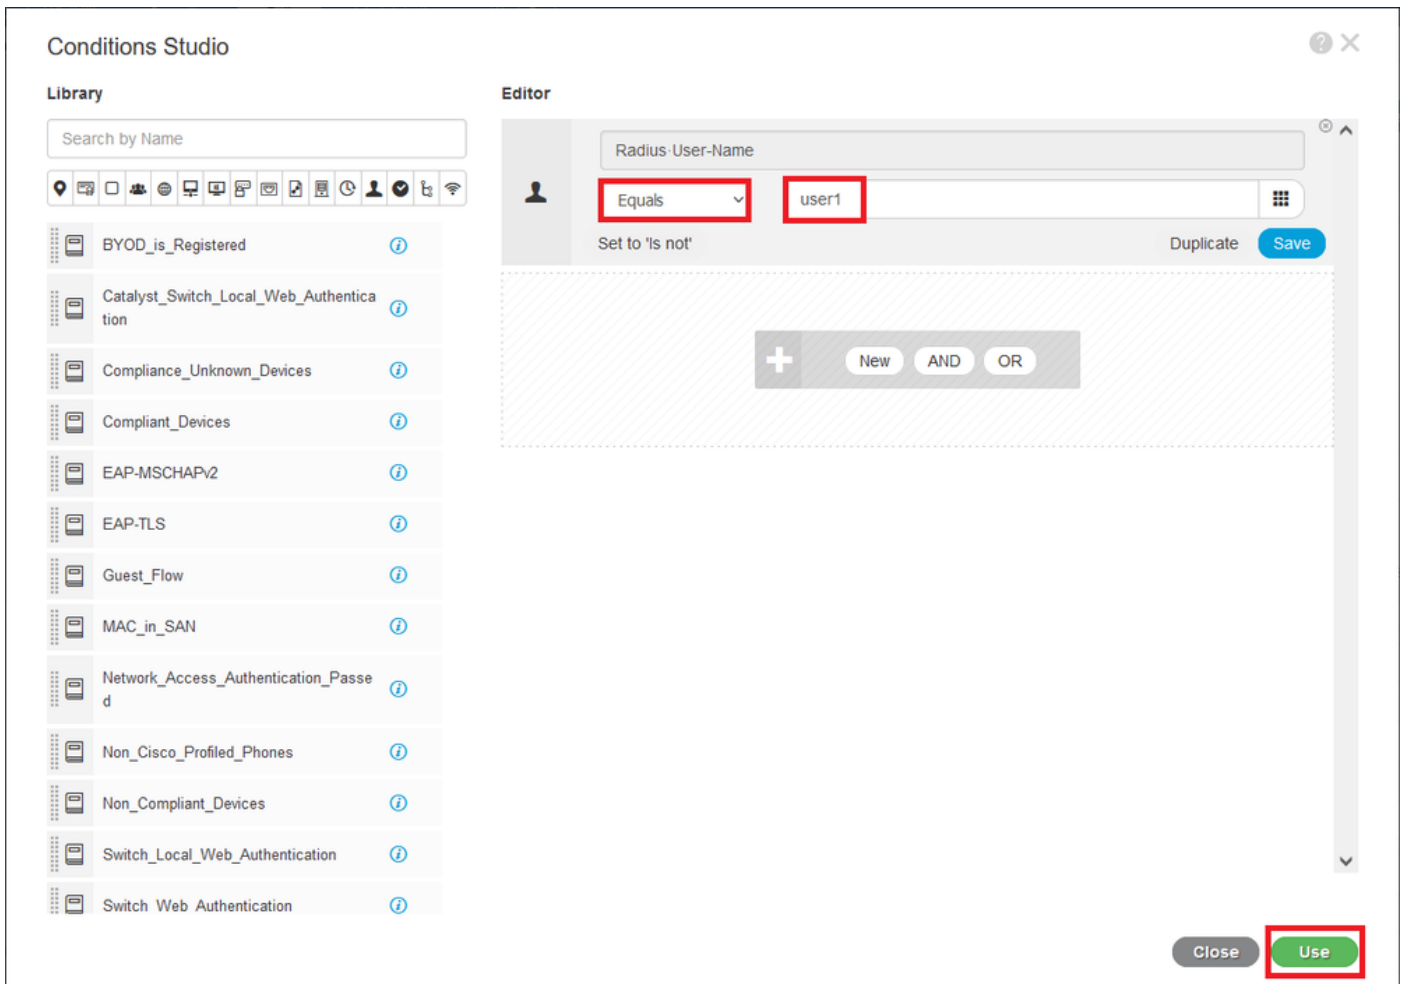 Conditions Studio
Library
Search by Name
BYOD_is_Registered
Catalyst_Switch_Local_Web_Authentica
tion
Compliance_Unknown_Devices
Compliant_Devices
EAP-MSCHAPv2
EAP-TLS
Guest_Flow
MAC_in_SAN
Network_Access_Authentication_Passe
d
Non_Cisco_Profiled_Phones
Non_Compliant_Devices
Switch_Local_Web_Authentication
Switch_Web_Authentication
Editor
Radius·User-Name
Equals
user1
Set to 'Is not'
Duplicate
Save
New
AND
OR
Close
Use